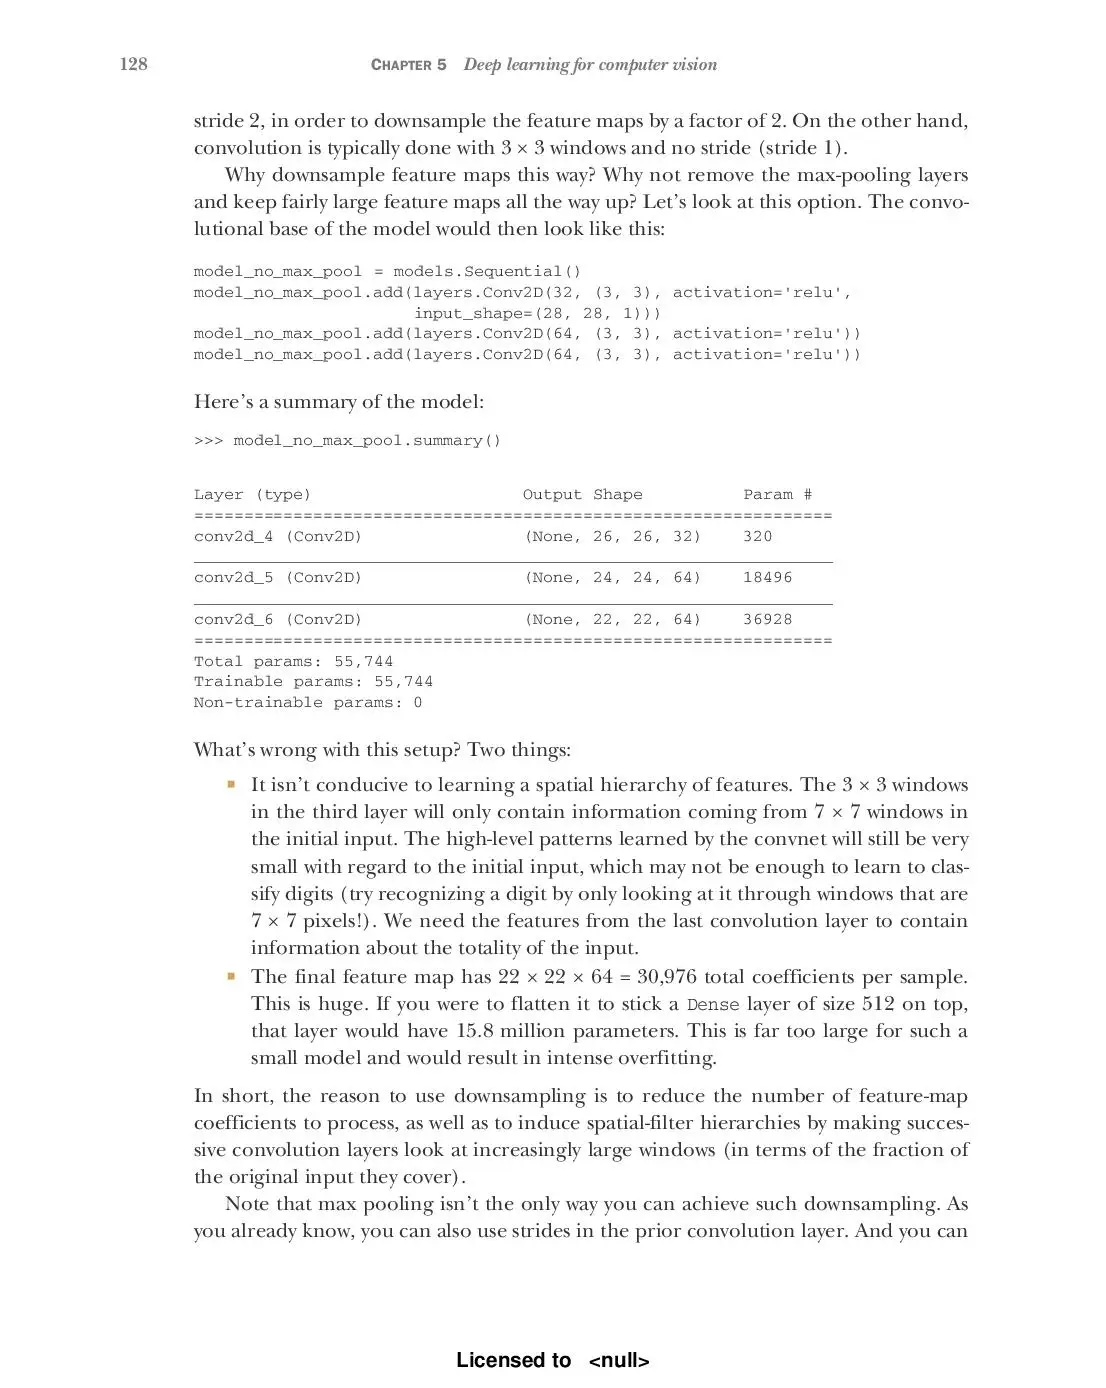 128
CHAPTER 5 Deep learning for computer vision
stride 2, in order to downsample the feature maps by a factor of 2. On the other hand,
convolution is typically done with 3 × 3 windows and no stride (stride 1).
Why downsample feature maps this way? Why not remove the max-pooling layers
and keep fairly large feature maps all the way up? Let’s look at this option. The convo-
lutional base of the model would then look like this:
model_no_max_pool = models.Sequential()
model_no_max_pool.add(layers.Conv2D(32, (3, 3), activation='relu',
                      input_shape=(28, 28, 1)))
model_no_max_pool.add(layers.Conv2D(64, (3, 3), activation='relu'))
model_no_max_pool.add(layers.Conv2D(64, (3, 3), activation='relu'))
Here’s a summary of the model:
>>> model_no_max_pool.summary()
Layer (type)                     Output Shape          Param #
================================================================
conv2d_4 (Conv2D)                (None, 26, 26, 32)    320
________________________________________________________________
conv2d_5 (Conv2D)                (None, 24, 24, 64)    18496
________________________________________________________________
conv2d_6 (Conv2D)                (None, 22, 22, 64)    36928
================================================================
Total params: 55,744
Trainable params: 55,744
Non-trainable params: 0
What’s wrong with this setup? Two things:
■ It isn’t conducive to learning a spatial hierarchy of features. The 3 × 3 windows
in the third layer will only contain information coming from 7 × 7 windows in
the initial input. The high-level patterns learned by the convnet will still be very
small with regard to the initial input, which may not be enough to learn to clas-
sify digits (try recognizing a digit by only looking at it through windows that are
7 × 7 pixels!). We need the features from the last convolution layer to contain
information about the totality of the input.
■ The final feature map has 22 × 22 × 64 = 30,976 total coefficients per sample.
This is huge. If you were to flatten it to stick a Dense layer of size 512 on top,
that layer would have 15.8 million parameters. This is far too large for such a
small model and would result in intense overfitting.
In short, the reason to use downsampling is to reduce the number of feature-map
coefficients to process, as well as to induce spatial-filter hierarchies by making succes-
sive convolution layers look at increasingly large windows (in terms of the fraction of
the original input they cover).
Note that max pooling isn’t the only way you can achieve such downsampling. As
you already know, you can also use strides in the prior convolution layer. And you can
Licensed to <null>